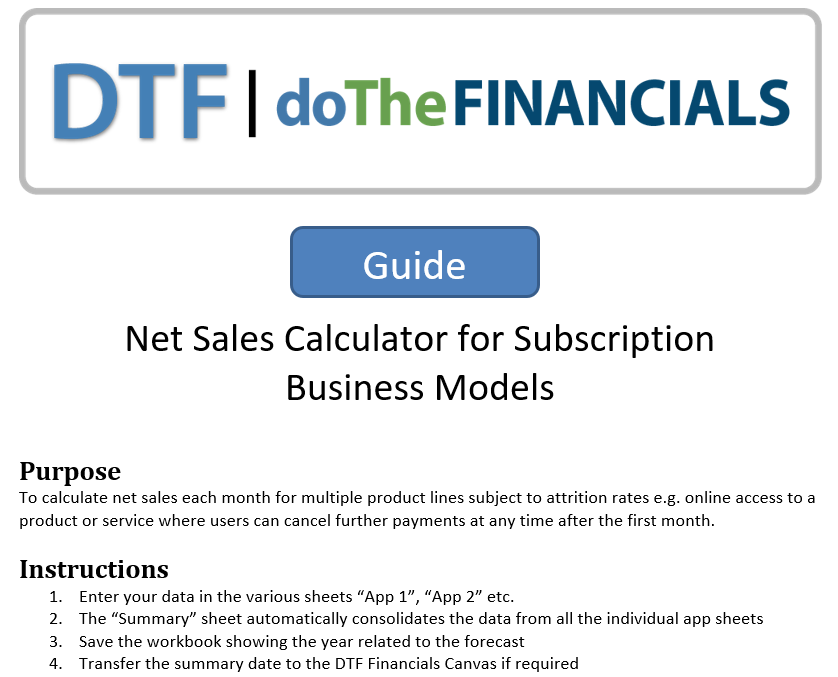 DTF | doTheFINANCIALS
Guide
Net Sales Calculator for Subscription
Business Models
Purpose
To calculate net sales each month for multiple product lines subject to attrition rates e.g. online access to a
product or service where users can cancel further payments at any time after the first month.
Instructions
1. Enter your data in the various sheets “App 1”, “App 2” etc.
2. The “Summary” sheet automatically consolidates the data from all the individual app sheets
3. Save the workbook showing the year related to the forecast
4. Transfer the summary date to the DTF Financials Canvas if required